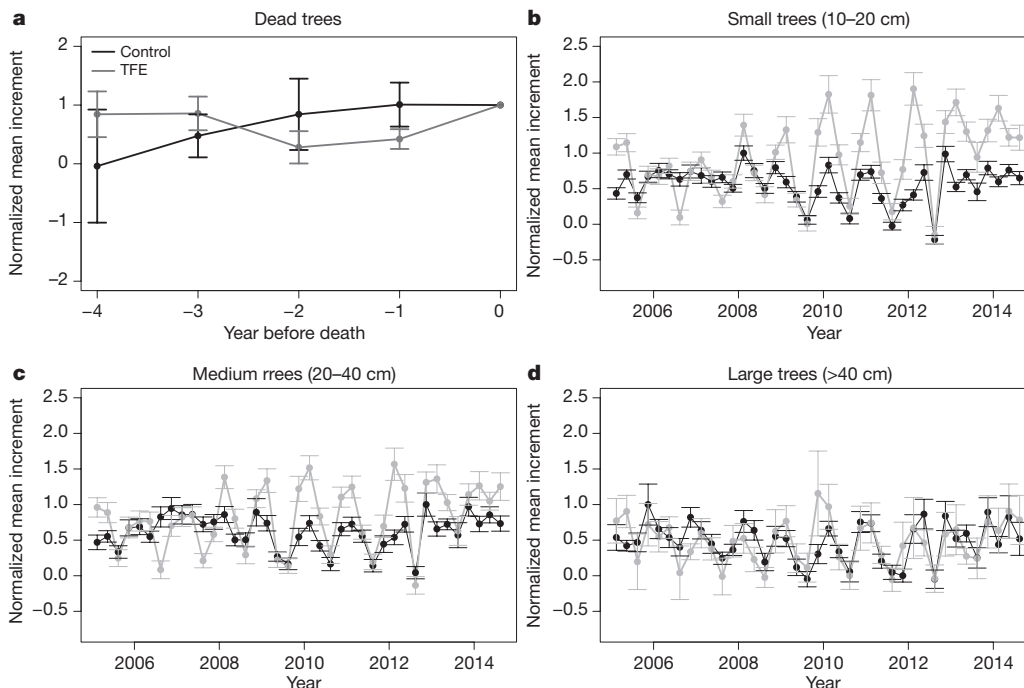 a Dead trees
Normalized mean increment
2
1
0
−1
−2
Control
TFE
−4 −3 −2 −1 0
Year before death
b Small trees (10–20 cm)
Normalized mean increment
2.5
2.0
1.5
1.0
0.5
0.0
−0.5
2006 2008 2010 2012 2014
Year
c Medium rrees (20–40 cm)
Normalized mean increment
2.5
2.0
1.5
1.0
0.5
0.0
−0.5
2006 2008 2010 2012 2014
Year
d Large trees (>40 cm)
Normalized mean increment
2.5
2.0
1.5
1.0
0.5
0.0
−0.5
2006 2008 2010 2012 2014
Year